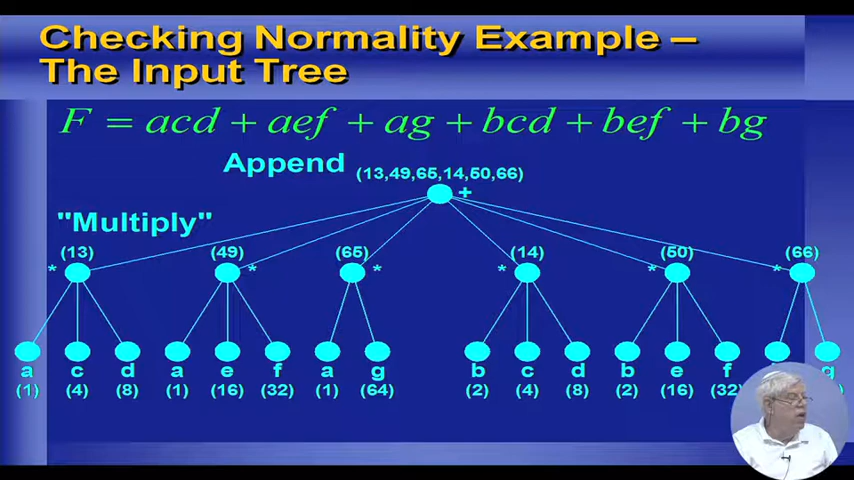 Checking Normality Example –
The Input Tree
F = acd + aef + ag + bcd + bef + bg
Append (13,49,65,14,50,66)
+
"Multiply"
(13) (49) (65) (14) (50) (66)
* * * * * *
a c d a e f a g b c d b e f g
(1) (4) (8) (1) (16) (32) (1) (64) (2) (4) (8) (2) (16) (32)